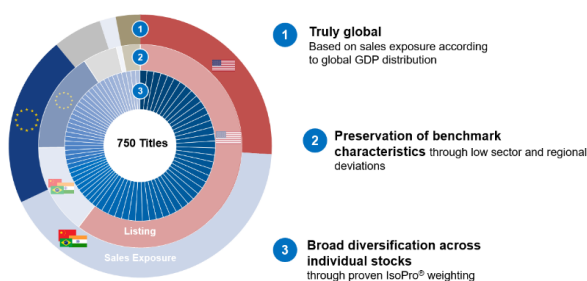 1
2
3
750 Titles
Listing
Sales Exposure
1
Truly global
Based on sales exposure according
to global GDP distribution
2
Preservation of benchmark
characteristics through low sector and regional
deviations
3
Broad diversification across
individual stocks
through proven IsoPro® weighting